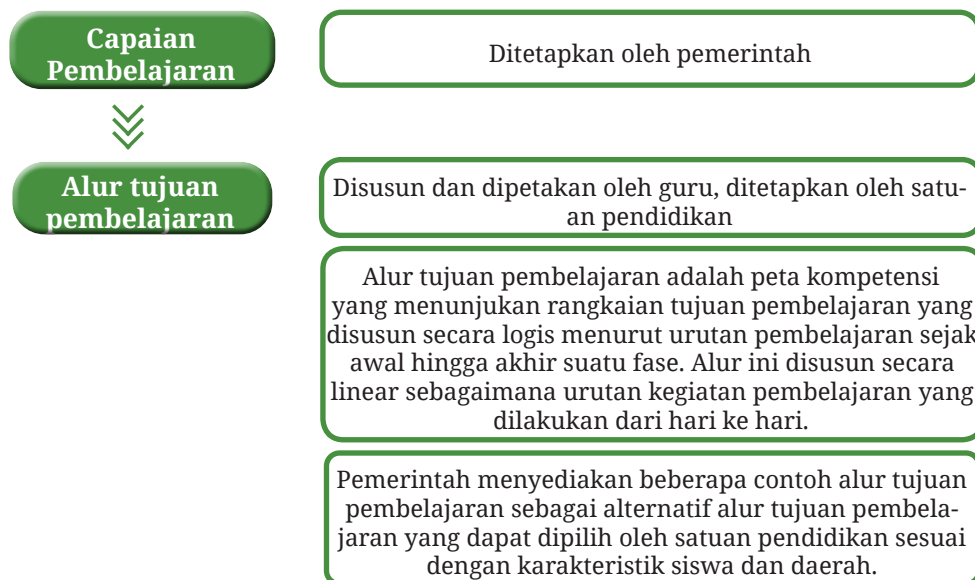 Capaian
Pembelajaran
Ditetapkan oleh pemerintah
Alur tujuan
pembelajaran
Disusun dan dipetakan oleh guru, ditetapkan oleh satu-
an pendidikan
Alur tujuan pembelajaran adalah peta kompetensi
yang menunjukan rangkaian tujuan pembelajaran yang
disusun secara logis menurut urutan pembelajaran sejak
awal hingga akhir suatu fase. Alur ini disusun secara
linear sebagaimana urutan kegiatan pembelajaran yang
dilakukan dari hari ke hari.
Pemerintah menyediakan beberapa contoh alur tujuan
pembelajaran sebagai alternatif alur tujuan pembela-
jaran yang dapat dipilih oleh satuan pendidikan sesuai
dengan karakteristik siswa dan daerah.